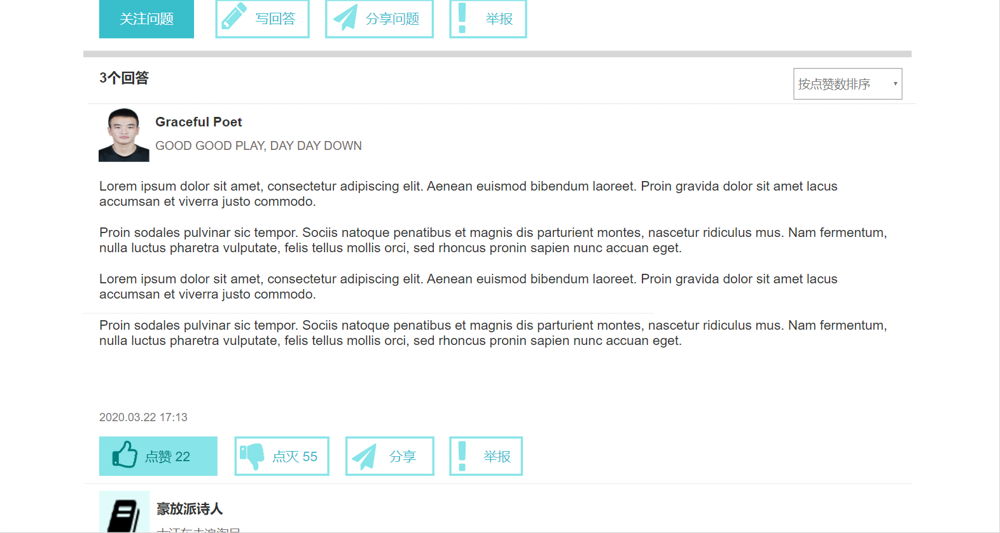 关注问题 写回答 分享问题 举报
3个回答
按点赞数排序
Graceful Poet
GOOD GOOD PLAY, DAY DAY DOWN
Lorem ipsum dolor sit amet, consectetur adipiscing elit. Aenean euismod bibendum laoreet. Proin gravida dolor sit amet lacus
accumsan et viverra justo commodo.
Proin sodales pulvinar sic tempor. Sociis natoque penatibus et magnis dis parturient montes, nascetur ridiculus mus. Nam fermentum,
nulla luctus pharetra vulputate, felis tellus mollis orci, sed rhoncus pronin sapien nunc accuan eget.
Lorem ipsum dolor sit amet, consectetur adipiscing elit. Aenean euismod bibendum laoreet. Proin gravida dolor sit amet lacus
accumsan et viverra justo commodo.
Proin sodales pulvinar sic tempor. Sociis natoque penatibus et magnis dis parturient montes, nascetur ridiculus mus. Nam fermentum,
nulla luctus pharetra vulputate, felis tellus mollis orci, sed rhoncus pronin sapien nunc accuan eget.
2020.03.22 17:13
点赞 22 点灭 55 分享 举报
豪放派诗人